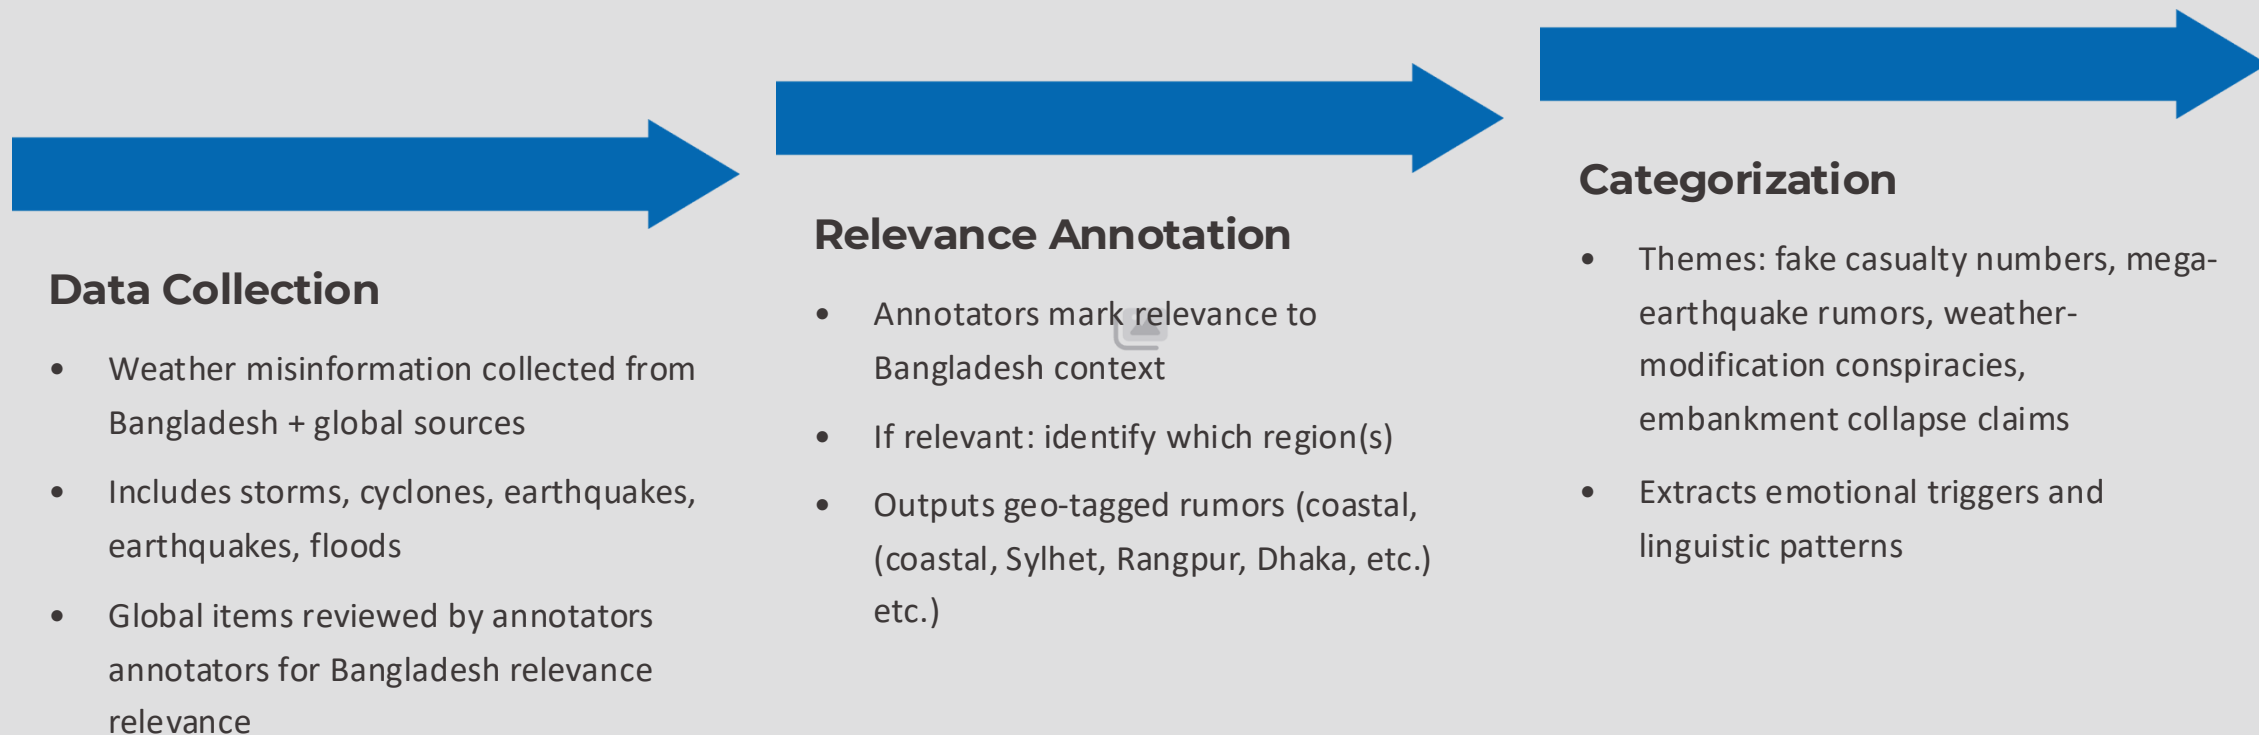 Data Collection
• Weather misinformation collected from
Bangladesh + global sources
• Includes storms, cyclones, earthquakes,
earthquakes, floods
• Global items reviewed by annotators
annotators for Bangladesh relevance
relevance
Relevance Annotation
• Annotators mark relevance to
Bangladesh context
• If relevant: identify which region(s)
• Outputs geo-tagged rumors (coastal,
(coastal, Sylhet, Rangpur, Dhaka, etc.)
etc.)
Categorization
• Themes: fake casualty numbers, mega-
earthquake rumors, weather-
modification conspiracies,
embankment collapse claims
• Extracts emotional triggers and
linguistic patterns